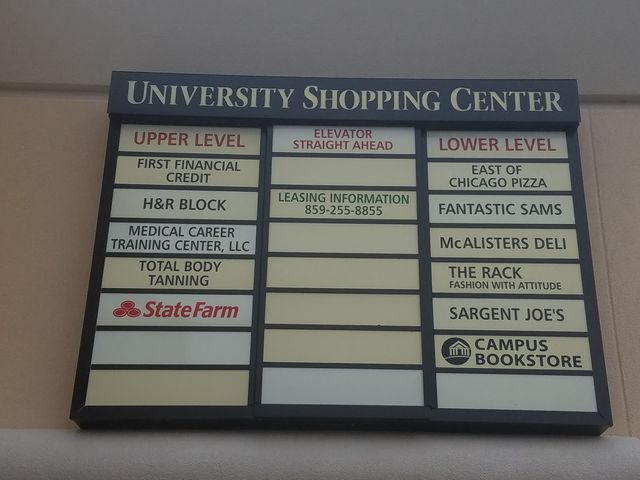 UNIVERSITY SHOPPING CENTER
UPPER LEVEL
FIRST FINANCIAL
CREDIT
H&R BLOCK
MEDICAL CAREER
TRAINING CENTER, LLC
TOTAL BODY
TANNING
StateFarm
ELEVATOR
STRAIGHT AHEAD
LEASING INFORMATION
859-255-8855
LOWER LEVEL
EAST OF
CHICAGO PIZZA
FANTASTIC SAMS
McALISTERS DELI
THE RACK
FASHION WITH ATTITUDE
SARGENT JOE'S
CAMPUS
BOOKSTORE